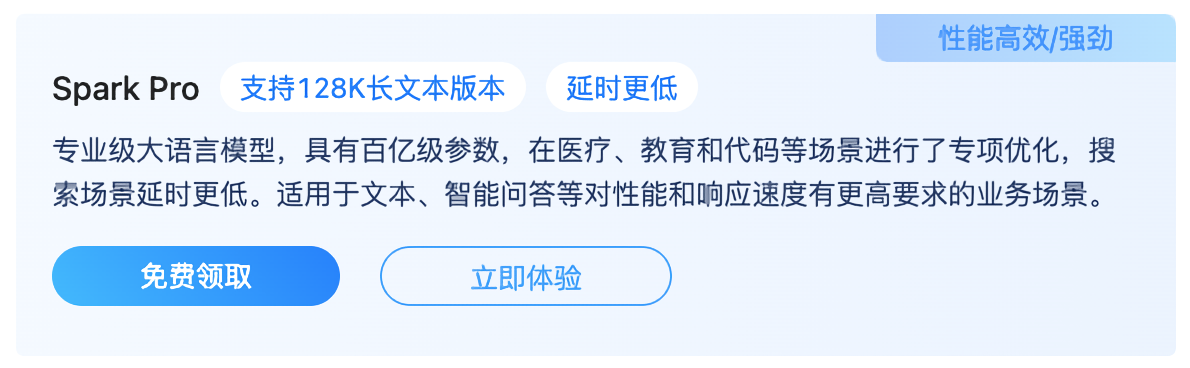 性能高效/强劲
Spark Pro 支持128K长文本版本 延时更低
专业级大语言模型，具有百亿级参数，在医疗、教育和代码等场景进行了专项优化，搜
索场景延时更低。适用于文本、智能问答等对性能和响应速度有更高要求的业务场景。
免费领取 立即体验